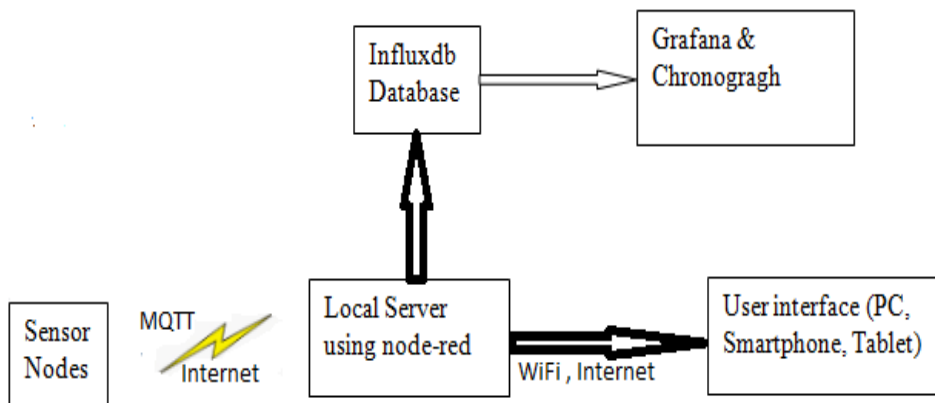 Influxdb
Database
Grafana &
Chronogragh
Sensor
Nodes
MQTT
Internet
Local Server
using node-red
WiFi , Internet
User interface (PC,
Smartphone, Tablet)